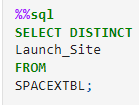 %%sql
SELECT DISTINCT
Launch_Site
FROM
SPACEXTBL;